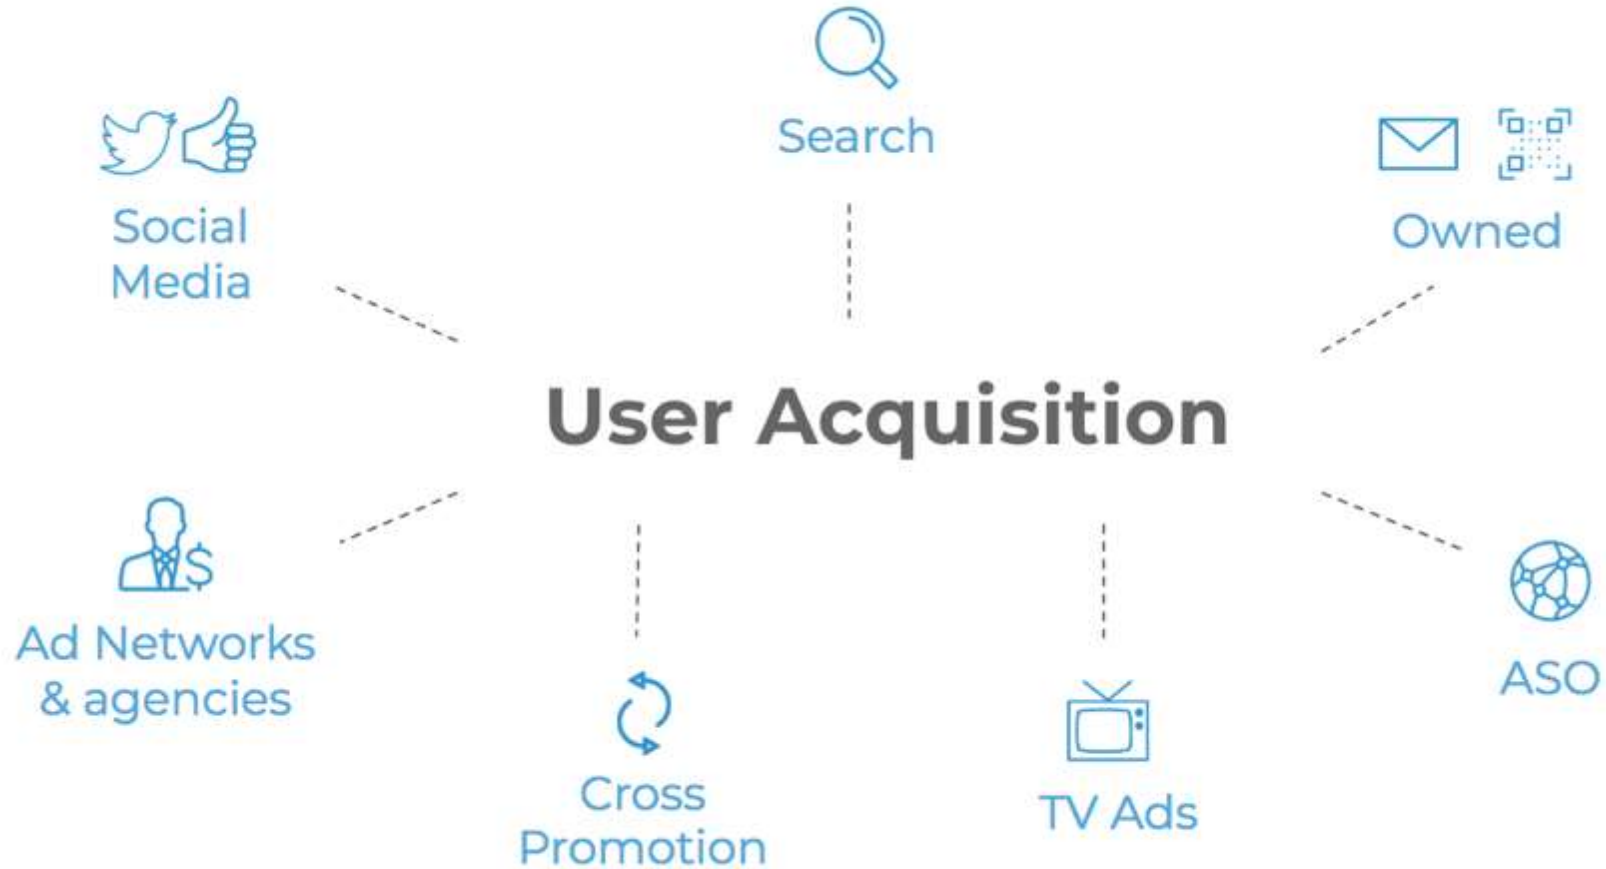 Search
Social
Media
Owned
User Acquisition
Ad Networks
& agencies
ASO
Cross
Promotion
TV Ads